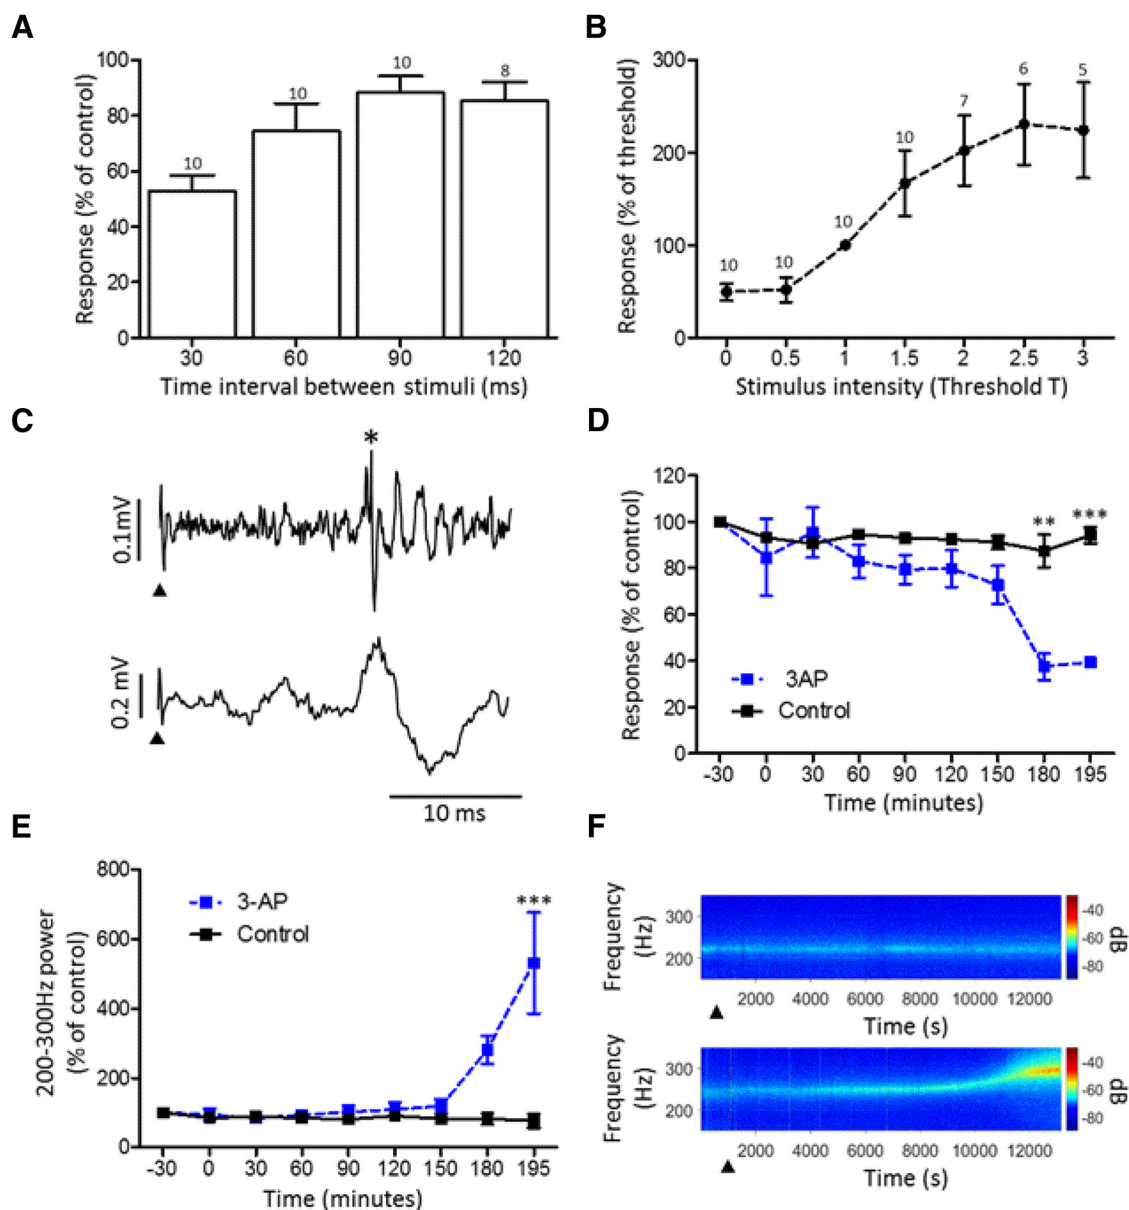 A
Response (% of control)
100
80
60
40
20
0
10
10
10
8
30 60 90 120
Time interval between stimuli (ms)
B
Response (% of threshold)
300
200
100
0
10
10
10
10
7
6
5
0 0.5 1 1.5 2 2.5 3
Stimulus intensity (Threshold T)
C
*
0.1mV
0.2 mV
10 ms
D
Response (% of control)
120
100
80
60
40
20
0
** ***
3AP
Control
-30 0 30 60 90 120 150 180 195
Time (minutes)
E
200-300Hz power
(% of control)
800
600
400
200
0
3-AP
Control
***
-30 0 30 60 90 120 150 180 195
Time (minutes)
F
Frequency
(Hz)
300
200
2000 4000 6000 8000 10000 12000
Time (s)
-40
-60
-80
dB
Frequency
(Hz)
300
200
2000 4000 6000 8000 10000 12000
Time (s)
-40
-60
-80
dB